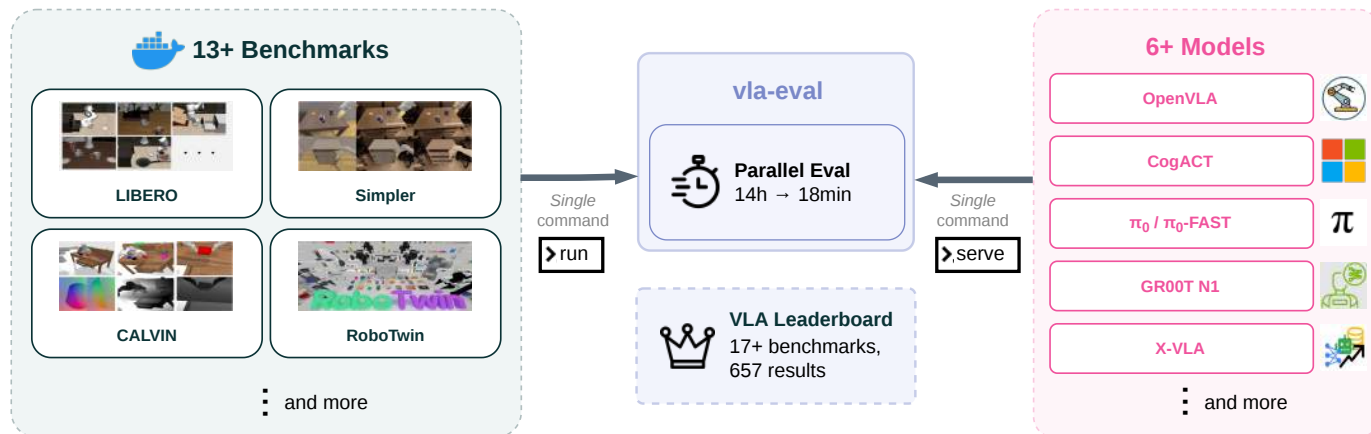 13+ Benchmarks
LIBERO
Simpler
CALVIN
RoboTwin
RoboTwin
⋮ and more
Single
command
run
vla-eval
Parallel Eval
14h → 18min
VLA Leaderboard
17+ benchmarks,
657 results
Single
command
serve
6+ Models
OpenVLA
CogACT
π₀ / π₀-FAST
π
GR00T N1
X-VLA
⋮ and more